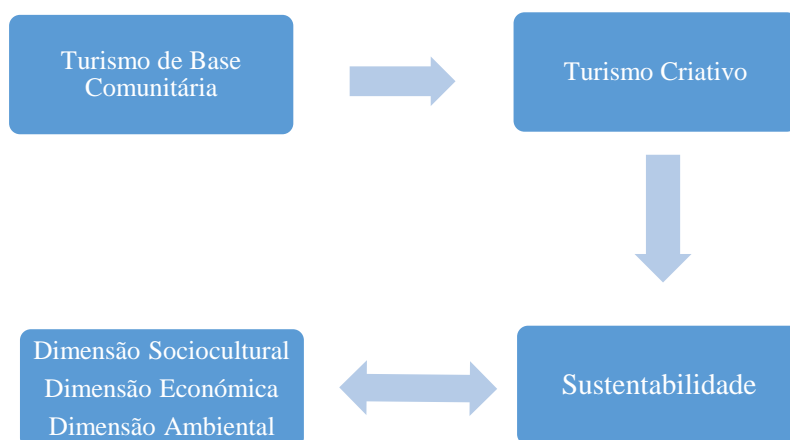 Turismo de Base
Comunitária
Turismo Criativo
Dimensão Sociocultural
Dimensão Económica
Dimensão Ambiental
Sustentabilidade